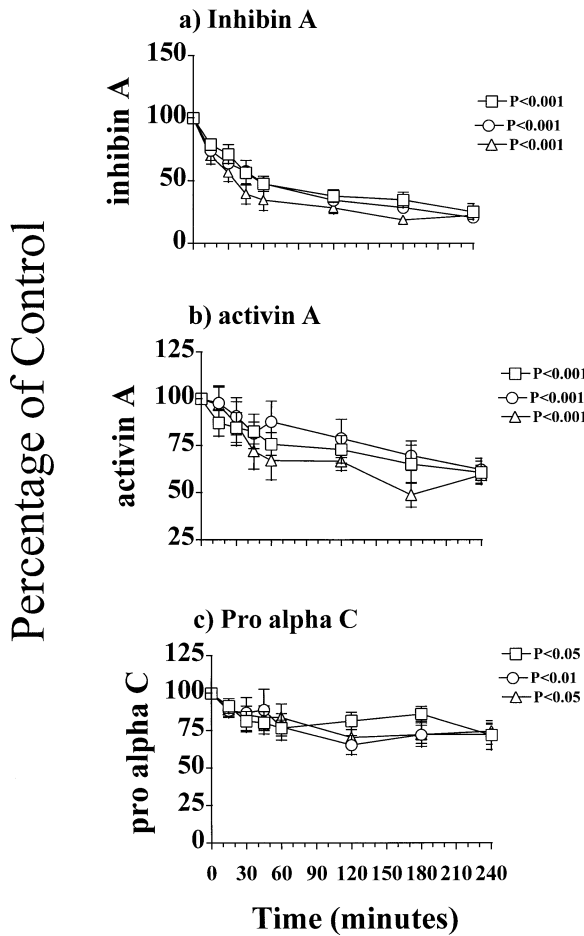 a) Inhibin A
150
100
50
0
inhibin A
P<0.001
P<0.001
P<0.001
Percentage of Control
b) activin A
125
100
75
50
25
activin A
P<0.001
P<0.001
P<0.001
c) Pro alpha C
125
100
75
50
25
0
pro alpha C
P<0.05
P<0.01
P<0.05
0 30 60 90 120 150 180 210 240
Time (minutes)